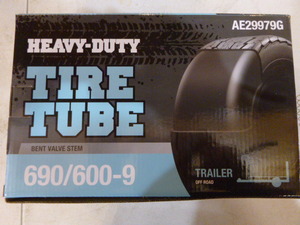 AE29979G
HEAVY-DUTY
TIRE
TUBE
BENT VALVE STEM
690/600-9
TRAILER
OFF ROAD